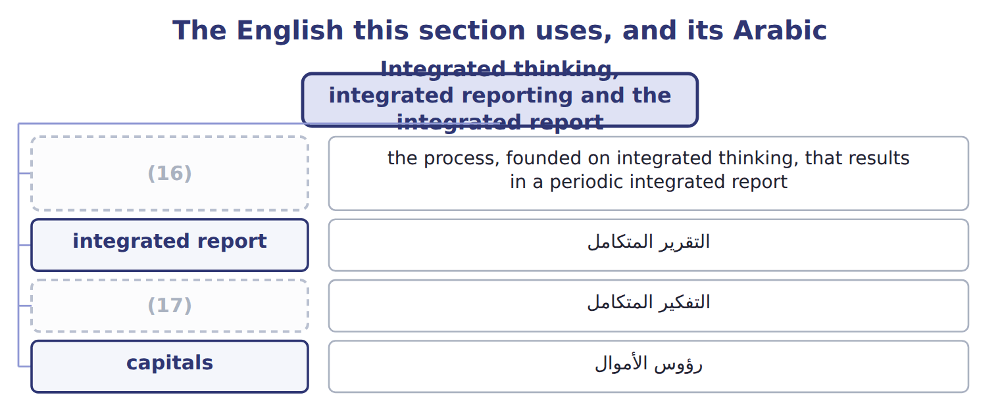 The English this section uses, and its Arabic
Integrated thinking,
integrated reporting and the
integrated report
(16)
the process, founded on integrated thinking, that results
in a periodic integrated report
integrated report
التقرير المتكامل
(17)
التفكير المتكامل
capitals
رؤوس الأموال